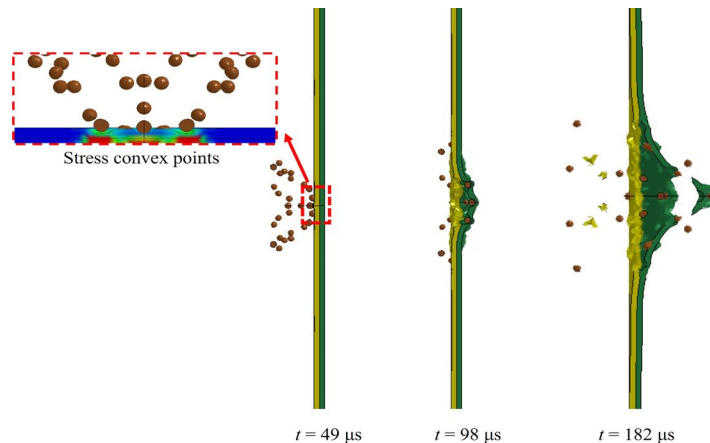 Stress convex points
t = 49 μs
t = 98 μs
t = 182 μs